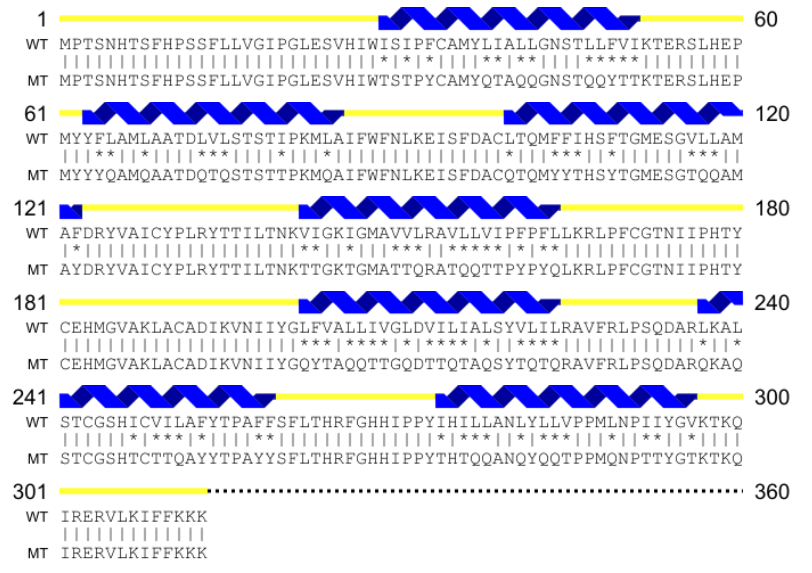 1 60
WT MPTSNHTSFHPSSFLLVGIPGLESVHIWISIPFCAMYLIALLGNSTLLFVIKTERSLHEP
||||||||||||||||||||||||||||*|*|*||||**|**||||*****|||||||||
MT MPTSNHTSFHPSSFLLVGIPGLESVHIWTSTPYCAMYQTAQQGNSTQQYTTKTERSLHEP
61 120
WT MYYFLAMLAATDLVLSTSTIPKMLAIFWFNLKEISFDACLTQMFFIHSFTGMESGVLLAM
|||**||*||||***||||*|||*|||||||||||||||*|||***||*||||||***||
MT MYYYQAMQAATDQTQSTSTTPKMQAIFWFNLKEISFDACQTQMYYTHSYTGMESGTQQAM
121 180
WT AFDRYVAICYPLRYTTILTNKVIGKIGMAVVLRAVLLVIPFPFLLKRLPFCGTNIIPHTY
|*|||||||||||||||||||**||*|||***||*****|*|**||||||||||||||||
MT AYDRYVAICYPLRYTTILTNKTTGKTGMATTQRATQQTTPYPYQLKRLPFCGTNIIPHTY
181 240
WT CEHMGVAKLACADIKVNIIYGLFVALLIVGLDVILIALSYVLILRAVFRLPSQDARLKAL
|||||||||||||||||||||***|****|*|****|*||****||||||||||||*||*
MT CEHMGVAKLACADIKVNIIYGQYTAQQTTGQDTTQTAQSYTQTQRAVFRLPSQDARQKAQ
241 300
WT STCGSHICVILAFYTPAFFSFLTHRFGHHIPPYIHILLANLYLLVPPMLNPIIYGVKTKQ
||||||*|***|*||||**||||||||||||||*|***||*|***|||*||**||*||||
MT STCGSHTCTTQAYYTPAYYSFLTHRFGHHIPPYTHTQQANQYQQTPPMQNPTTYGTKTKQ
301 360
WT IRERVLKIFFKKK
|||||||||||||
MT IRERVLKIFFKKK